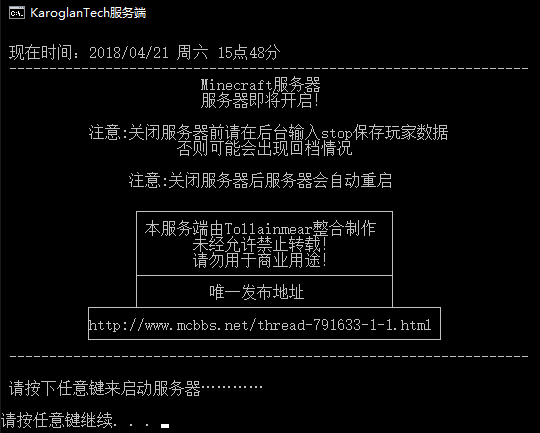 KaroglanTech服务端
现在时间: 2018/04/21 周六 15点48分
Minecraft服务器
服务器即将开启!
注意:关闭服务器前请在后台输入stop保存玩家数据
否则可能会出现回档情况
注意:关闭服务器后服务器会自动重启
本服务端由Tollainmear整合制作
未经允许禁止转载!
请勿用于商业用途!
唯一发布地址
http://www.mcbbs.net/thread-791633-1-1.html
请按下任意键来启动服务器…………
请按任意键继续. . .